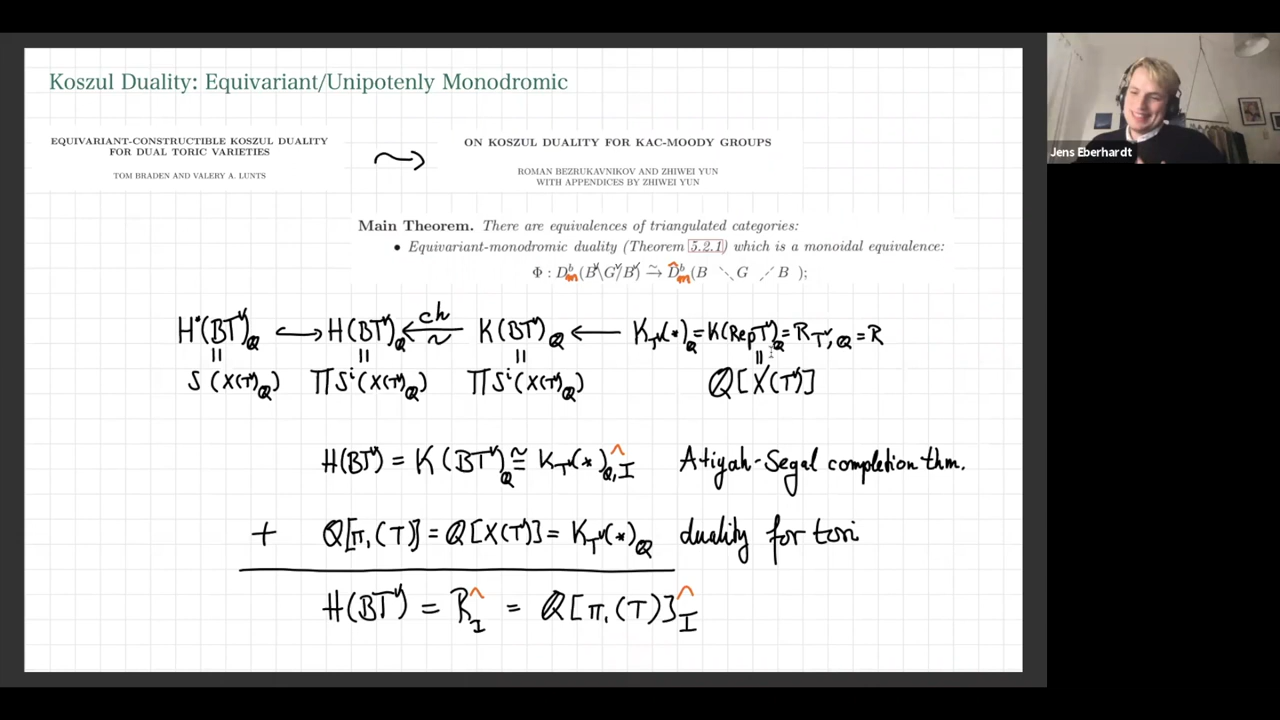 Koszul Duality: Equivariant/Unipotenly Monodromic
EQUIVARIANT-CONSTRUCTIBLE KOSZUL DUALITY
FOR DUAL TORIC VARIETIES
TOM BRADEN AND VALERY A. LUNTS
⤳
ON KOSZUL DUALITY FOR KAC-MOODY GROUPS
ROMAN BEZRUKAVNIKOV AND ZHIWEI YUN
WITH APPENDICES BY ZHIWEI YUN
Main Theorem. There are equivalences of triangulated categories:
• Equivariant-monodromic duality (Theorem 5.2.1) which is a monoidal equivalence:
Φ : D^b_m(B^∨\G^∨/B^∨) ≃→ D̂^b_m(B ⋱ G ⋰ B );
H^•(BT^∨)_Q ↪ H(BT^∨)_Q ←^{ch}_∼ K(BT^∨)_Q ← K_{T^∨}(*)_Q = K(Rep T^∨)_Q = R_{T^∨,Q} = R
|| || || ||
S(X(T^∨)_Q) ∏S^i(X(T^∨)_Q) ∏S^i(X(T^∨)_Q) Q[X(T^∨)]
H(BT^∨) = K(BT^∨)_Q ≅ K_{T^∨}(*)^∧_{Q,I} Atiyah-Segal completion thm.
+ Q[π₁(T)] = Q[X(T^∨)] = K_{T^∨}(*)_Q duality for tori
H(BT^∨) = R^∧_I = Q[π₁(T)]^∧_I
Jens Eberhardt